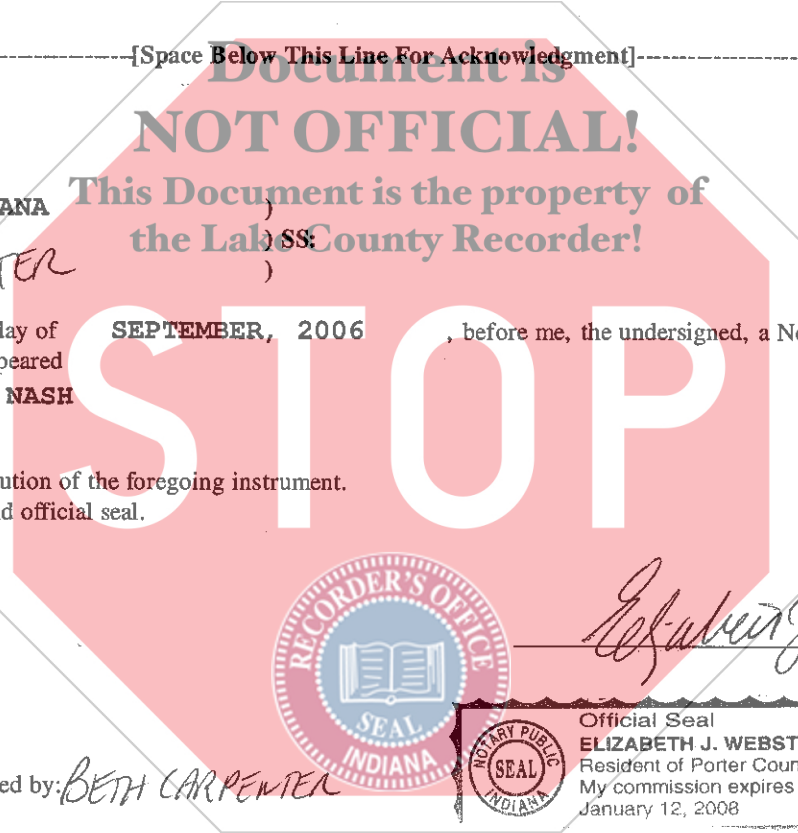 [Space Below This Line For Acknowledgment]
Document is
NOT OFFICIAL!
This Document is the property of
the Lake County Recorder!
ANA )
) SS:
TER )
day of SEPTEMBER, 2006 , before me, the undersigned, a No
peared
NASH
STOP
ution of the foregoing instrument.
d official seal.
RECORDER'S OFFICE
SEAL
INDIANA
Elizabeth J
Official Seal
ELIZABETH J. WEBST
Resident of Porter Coun
My commission expires
January 12, 2008
NOTARY PUBLIC
SEAL
INDIANA
ed by: BETH CARPENTER